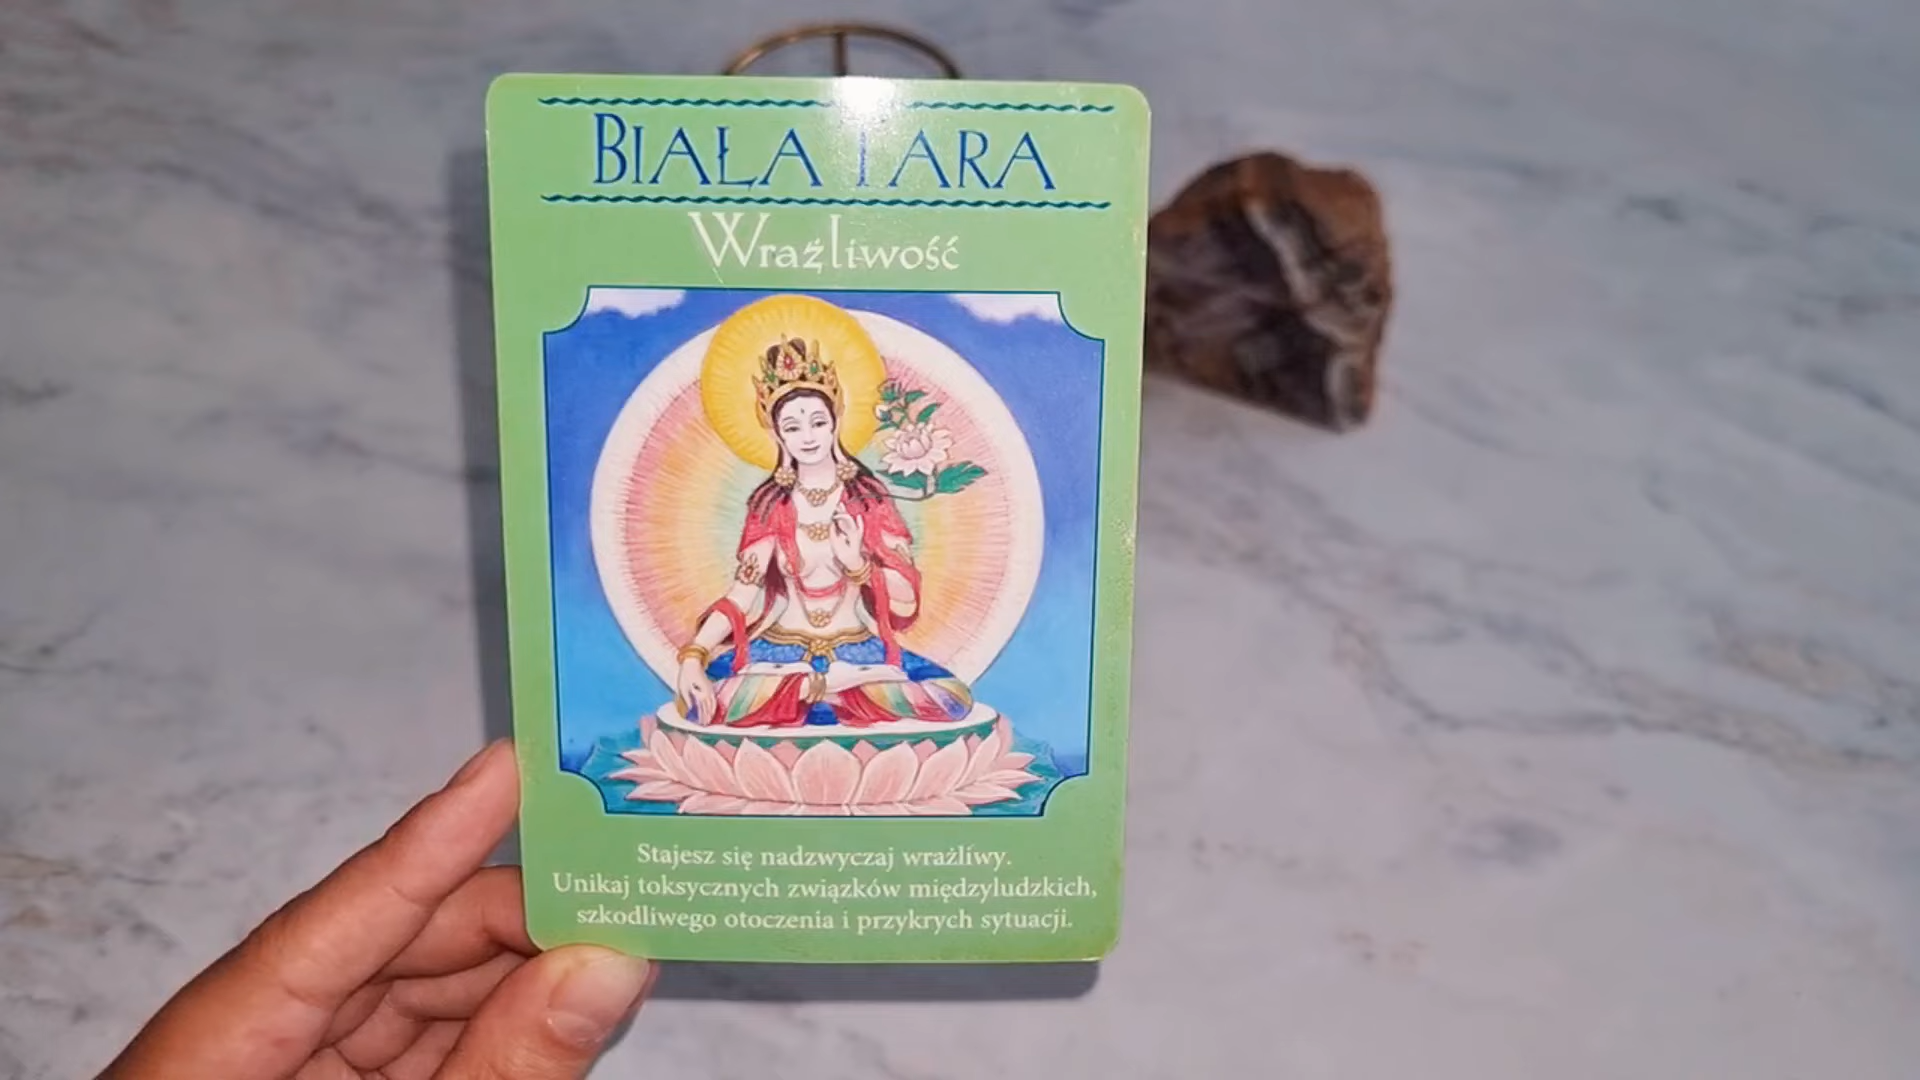 BIAŁA TARA
Wrażliwość
Stajesz się nadzwyczaj wrażliwy.
Unikaj toksycznych związków międzyludzkich,
szkodliwego otoczenia i przykrych sytuacji.